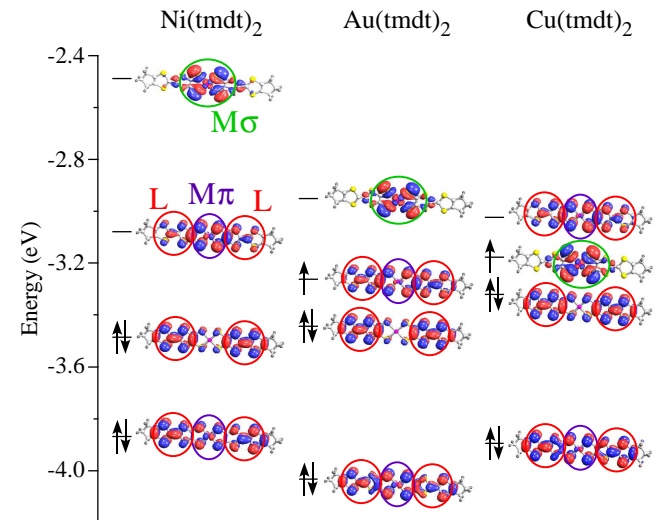 Ni(tmdt)2
Au(tmdt)2
Cu(tmdt)2
-2.4
Mσ
-2.8
L
Mπ
L
Energy (eV)
-3.2
-3.6
-4.0